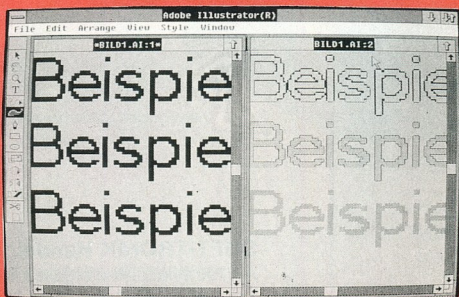 Adobe Illustrator(R)
File Edit Arrange View Style Window
*BILD1.AI:1*
BILD1.AI:2
T
Beispie
Beispie
Beispie
Beispie
Beispie
Beispie